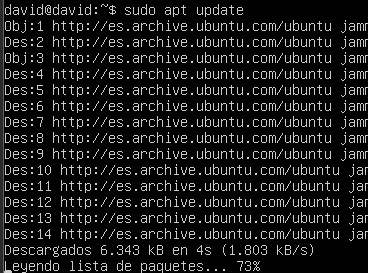 david@david:~$ sudo apt update
Obj:1 http://es.archive.ubuntu.com/ubuntu jamm
Des:2 http://es.archive.ubuntu.com/ubuntu jamm
Obj:3 http://es.archive.ubuntu.com/ubuntu jamm
Des:4 http://es.archive.ubuntu.com/ubuntu jamm
Des:5 http://es.archive.ubuntu.com/ubuntu jamm
Des:6 http://es.archive.ubuntu.com/ubuntu jamm
Des:7 http://es.archive.ubuntu.com/ubuntu jamm
Des:8 http://es.archive.ubuntu.com/ubuntu jamm
Des:9 http://es.archive.ubuntu.com/ubuntu jamm
Des:10 http://es.archive.ubuntu.com/ubuntu jam
Des:11 http://es.archive.ubuntu.com/ubuntu jam
Des:12 http://es.archive.ubuntu.com/ubuntu jam
Des:13 http://es.archive.ubuntu.com/ubuntu jam
Des:14 http://es.archive.ubuntu.com/ubuntu jam
Descargados 6.343 kB en 4s (1.803 kB/s)
Leyendo lista de paquetes... 73%